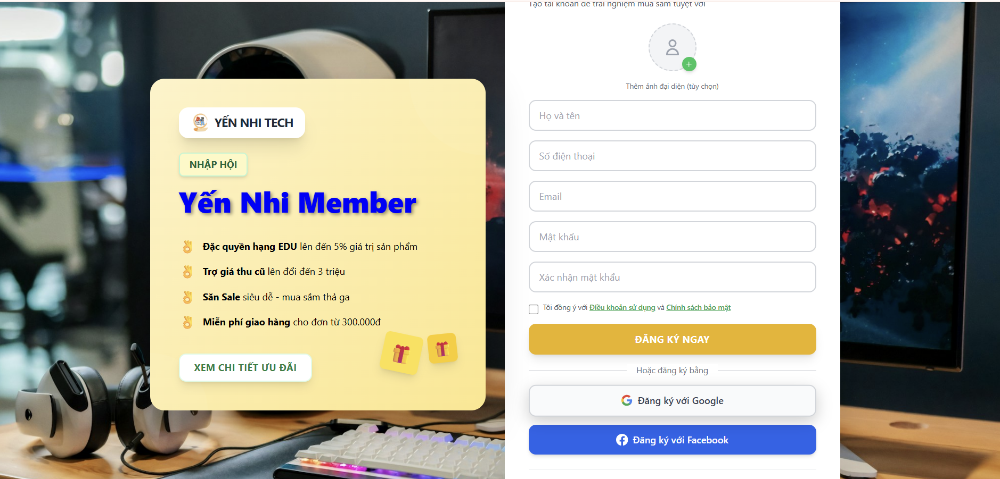 YẾN NHI TECH
NHẬP HỘI
Yến Nhi Member
Đặc quyền hạng EDU lên đến 5% giá trị sản phẩm
Trợ giá thu cũ lên đổi đến 3 triệu
Săn Sale siêu dễ - mua sắm thả ga
Miễn phí giao hàng cho đơn từ 300.000đ
XEM CHI TIẾT ƯU ĐÃI
Tạo tài khoản để trải nghiệm mua sắm tuyệt vời
Thêm ảnh đại diện (tùy chọn)
Họ và tên
Số điện thoại
Email
Mật khẩu
Xác nhận mật khẩu
Tôi đồng ý với Điều khoản sử dụng và Chính sách bảo mật
ĐĂNG KÝ NGAY
Hoặc đăng ký bằng
Đăng ký với Google
Đăng ký với Facebook